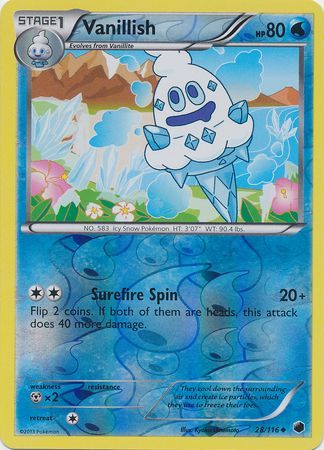 STAGE1
Vanillish
HP80
Evolves from Vanillite
NO. 583 Icy Snow Pokémon HT: 3'07" WT: 90.4 lbs.
Surefire Spin 20+
Flip 2 coins. If both of them are heads, this attack
does 40 more damage.
weakness resistance
×2
retreat
They cool down the surrounding
air and create ice particles, which
they use to freeze their foes.
Illus. Kyoko Umemoto
28/116
©2013 Pokémon